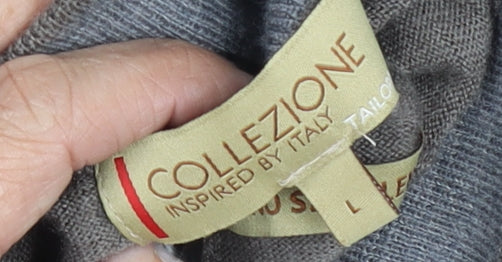 COLLEZIONE
INSPIRED BY ITALY
TAILO
L